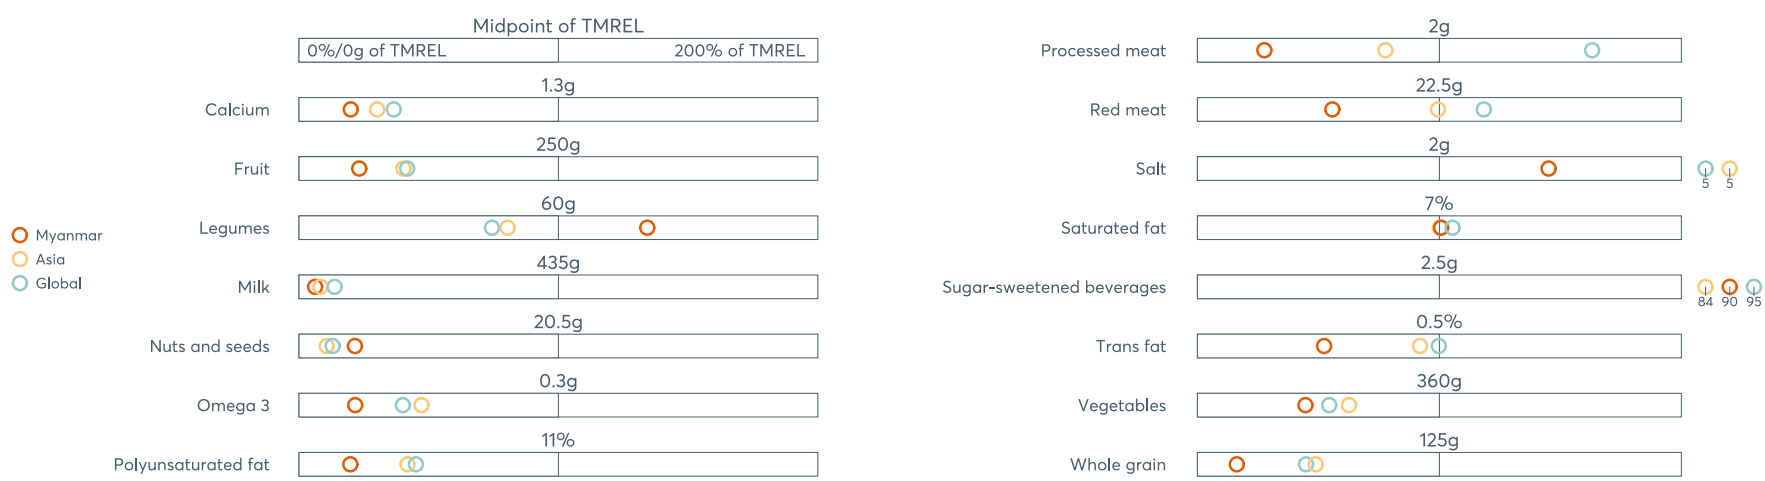 Midpoint of TMREL
0%/0g of TMREL 200% of TMREL
Calcium 1.3g
Fruit 250g
Legumes 60g
Milk 435g
Nuts and seeds 20.5g
Omega 3 0.3g
Polyunsaturated fat 11%
Myanmar
Asia
Global
Processed meat 2g
Red meat 22.5g
Salt 2g
5 5
Saturated fat 7%
Sugar-sweetened beverages 2.5g
84 90 95
Trans fat 0.5%
Vegetables 360g
Whole grain 125g